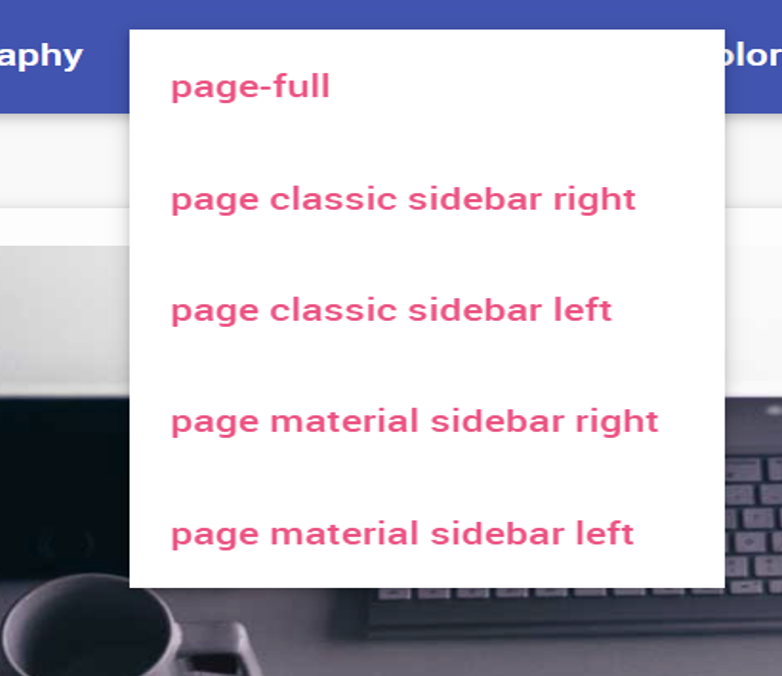 aphy
olor
page-full
page classic sidebar right
page classic sidebar left
page material sidebar right
page material sidebar left